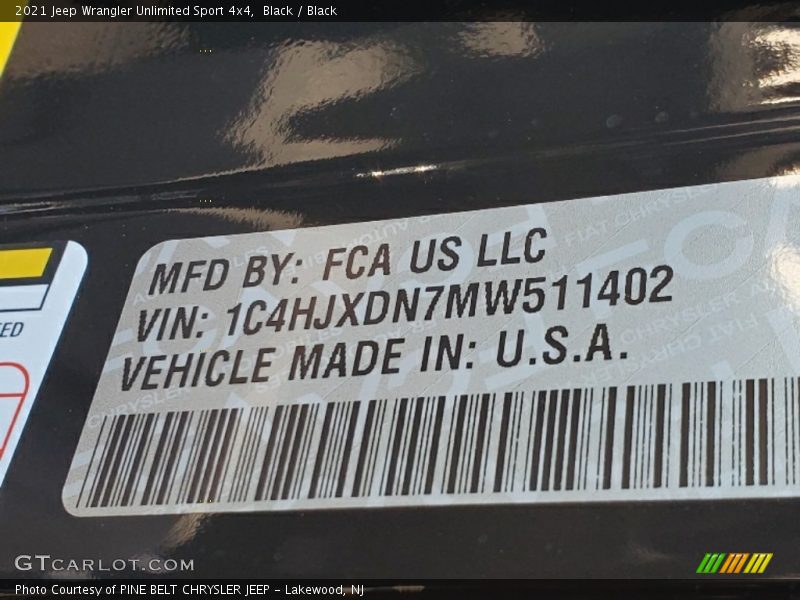 2021 Jeep Wrangler Unlimited Sport 4x4, Black / Black
MFD BY: FCA US LLC
VIN: 1C4HJXDN7MW511402
VEHICLE MADE IN: U.S.A.
GTCARLOT.COM
Photo Courtesy of PINE BELT CHRYSLER JEEP - Lakewood, NJ